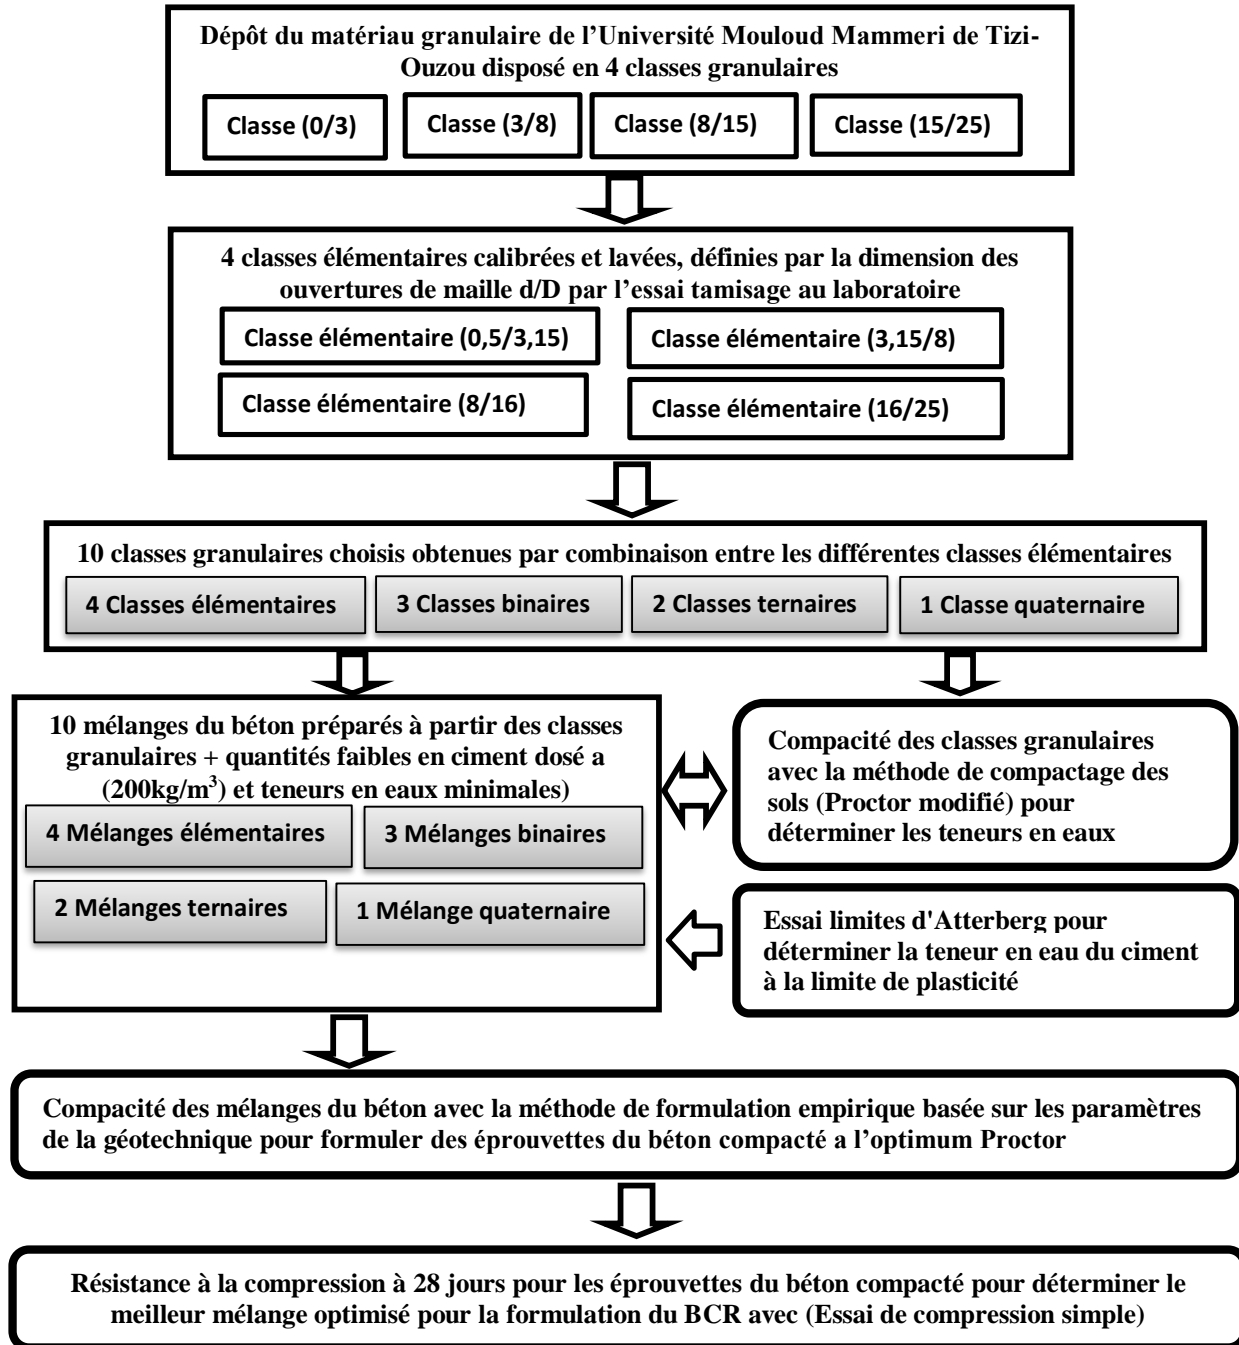 Dépôt du matériau granulaire de l'Université Mouloud Mammeri de Tizi-
Ouzou disposé en 4 classes granulaires
Classe (0/3)
Classe (3/8)
Classe (8/15)
Classe (15/25)
4 classes élémentaires calibrées et lavées, définies par la dimension des
ouvertures de maille d/D par l'essai tamisage au laboratoire
Classe élémentaire (0,5/3,15)
Classe élémentaire (3,15/8)
Classe élémentaire (8/16)
Classe élémentaire (16/25)
10 classes granulaires choisis obtenues par combinaison entre les différentes classes élémentaires
4 Classes élémentaires
3 Classes binaires
2 Classes ternaires
1 Classe quaternaire
10 mélanges du béton préparés à partir des classes
granulaires + quantités faibles en ciment dosé a
(200kg/m³) et teneurs en eaux minimales)
4 Mélanges élémentaires
3 Mélanges binaires
2 Mélanges ternaires
1 Mélange quaternaire
Compacité des classes granulaires
avec la méthode de compactage des
sols (Proctor modifié) pour
déterminer les teneurs en eaux
Essai limites d'Atterberg pour
déterminer la teneur en eau du ciment
à la limite de plasticité
Compacité des mélanges du béton avec la méthode de formulation empirique basée sur les paramètres
de la géotechnique pour formuler des éprouvettes du béton compacté a l'optimum Proctor
Résistance à la compression à 28 jours pour les éprouvettes du béton compacté pour déterminer le
meilleur mélange optimisé pour la formulation du BCR avec (Essai de compression simple)